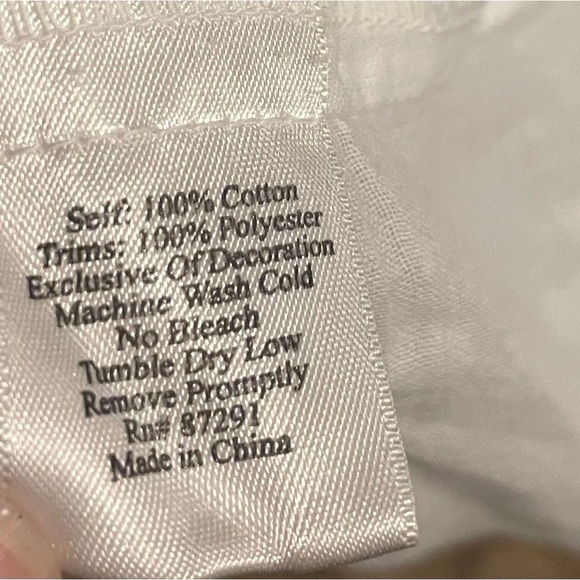 Self: 100% Cotton
Trims: 100% Polyester
Exclusive Of Decoration
Machine Wash Cold
No Bleach
Tumble Dry Low
Remove Promptly
Rn# 87291
Made in China